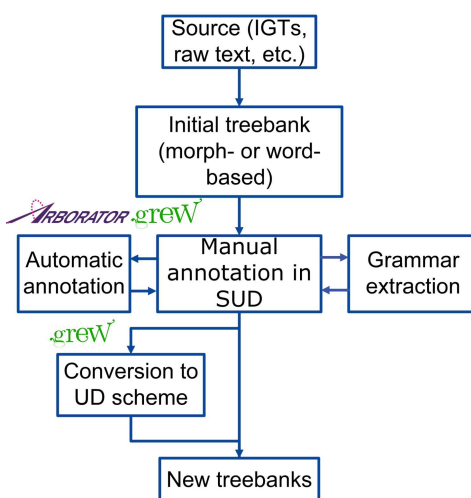 Source (IGTs,
raw text, etc.)
Initial treebank
(morph- or word-
based)
ARBORATOR .grew'
Automatic
annotation
Manual
annotation in
SUD
Grammar
extraction
.grew'
Conversion to
UD scheme
New treebanks